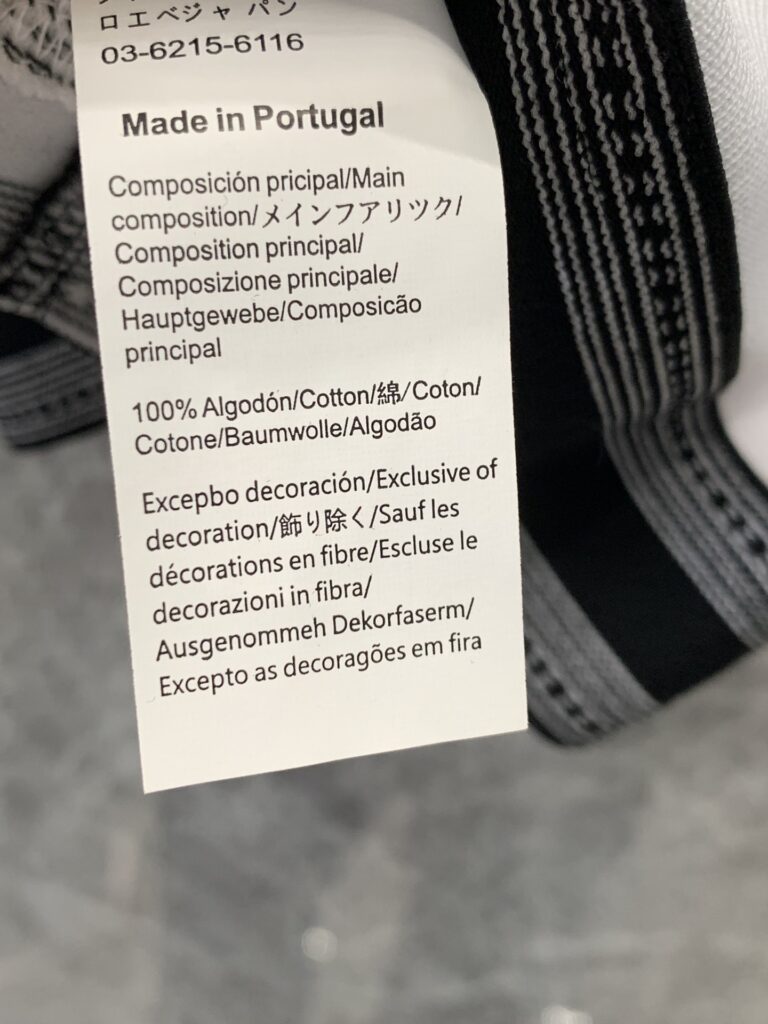 ロエベジャパン
03-6215-6116
Made in Portugal
Composición pricipal/Main
composition/メインフアリツク/
Composition principal/
Composizione principale/
Hauptgewebe/Composicão
principal
100% Algodón/Cotton/綿/Coton/
Cotone/Baumwolle/Algodão
Excepbo decoración/Exclusive of
decoration/飾り除く/Sauf les
décorations en fibre/Escluse le
decorazioni in fibra/
Ausgenommeh Dekorfaserm/
Excepto as decoragões em fira